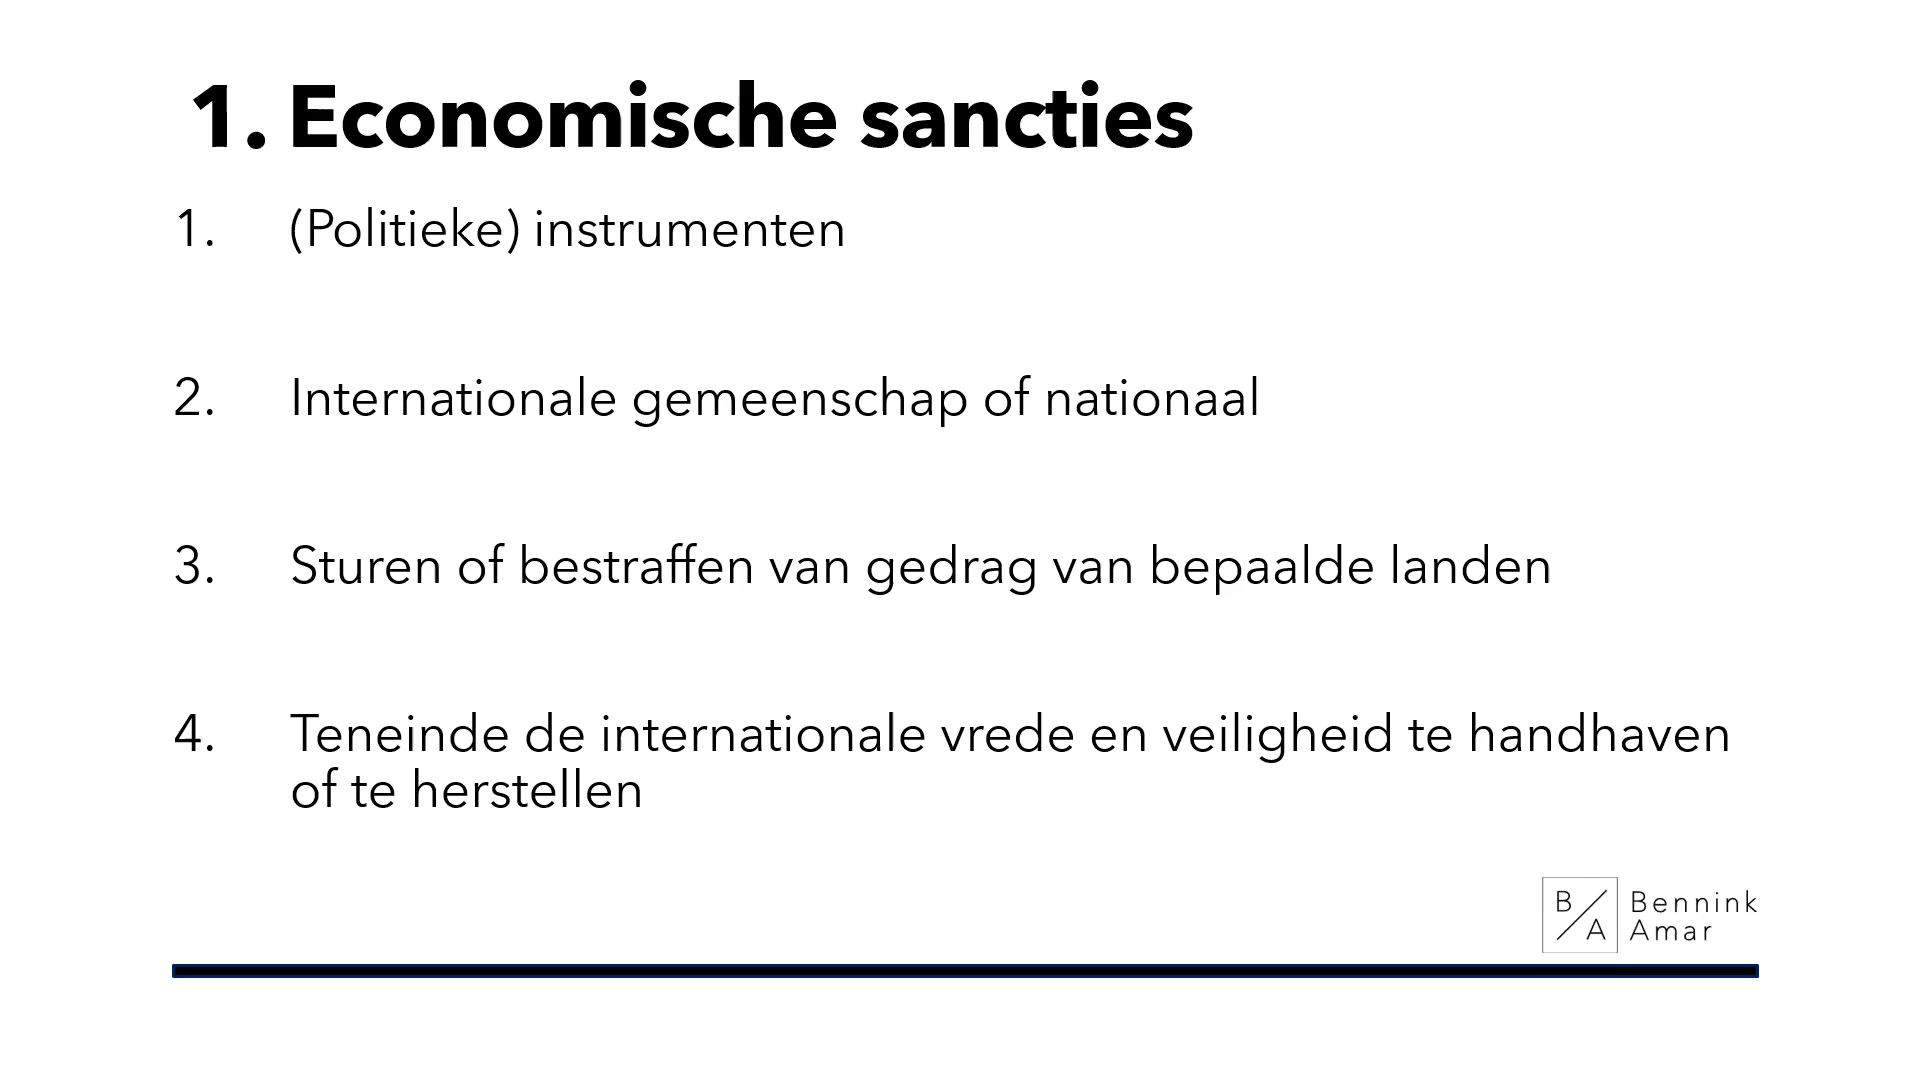 1. Economische sancties
1. (Politieke) instrumenten
2. Internationale gemeenschap of nationaal
3. Sturen of bestraffen van gedrag van bepaalde landen
4. Teneinde de internationale vrede en veiligheid te handhaven
of te herstellen
B/A
Bennink
Amar